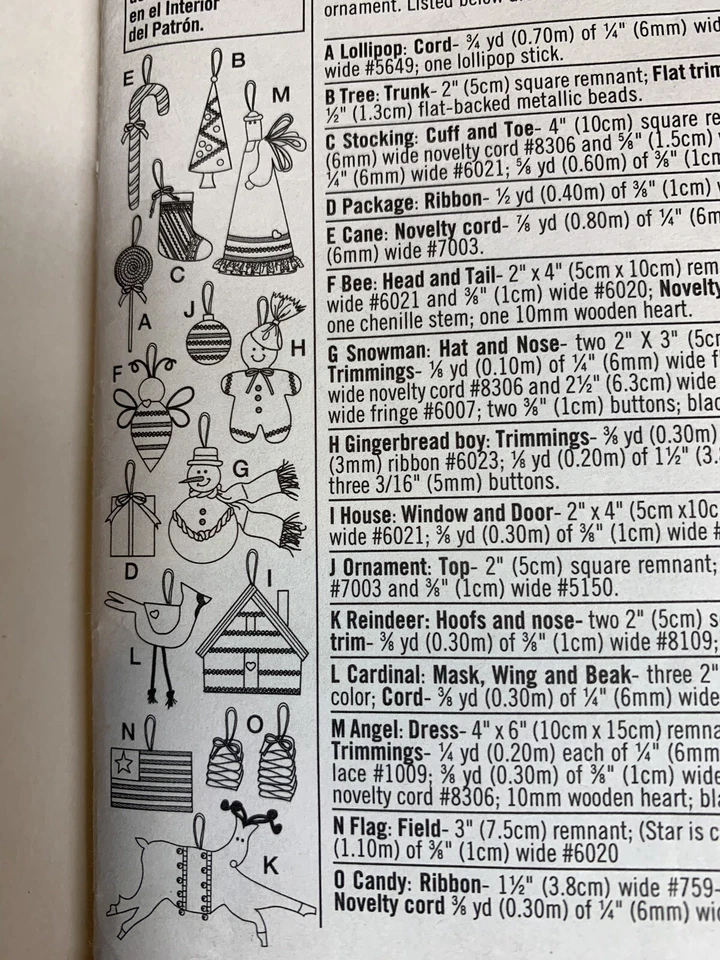 en el Interior
del Patrón.
E
B
M
C
A
J
H
F
G
D
I
L
N
O
K
ornament. Listed below
A Lollipop: Cord- ¾ yd (0.70m) of ¼" (6mm)
wide #5649; one lollipop stick.
B Tree: Trunk- 2" (5cm) square remnant; Flat
½" (1.3cm) flat-backed metallic beads.
C Stocking: Cuff and Toe- 4" (10cm) square
(6mm) wide novelty cord #8306 and ⅝" (1.5cm)
¼" (6mm) wide #6021; ⅝ yd (0.60m) of ⅜"
D Package: Ribbon- ½ yd (0.40m) of ⅜" (1cm)
E Cane: Novelty cord- ⅞ yd (0.80m) of ¼"
(6mm) wide #7003.
F Bee: Head and Tail- 2" x 4" (5cm x 10cm)
wide #6021 and ⅜" (1cm) wide #6020; Novelty
one chenille stem; one 10mm wooden heart.
G Snowman: Hat and Nose- two 2" X 3"
Trimmings- ⅛ yd (0.10m) of ¼" (6mm) wide
wide novelty cord #8306 and 2½" (6.3cm) wide
wide fringe #6007; two ⅜" (1cm) buttons;
H Gingerbread boy: Trimmings- ⅜ yd (0.30m)
(3mm) ribbon #6023; ⅛ yd (0.20m) of 1½"
three 3/16" (5mm) buttons.
I House: Window and Door- 2" x 4" (5cm x10c
wide #6021; ⅜ yd (0.30m) of ⅜" (1cm) wide #
J Ornament: Top- 2" (5cm) square remnant;
#7003 and ⅜" (1cm) wide #5150.
K Reindeer: Hoofs and nose- two 2" (5cm)
trim- ⅜ yd (0.30m) of ⅜" (1cm) wide #8109;
L Cardinal: Mask, Wing and Beak- three 2"
color; Cord- ⅜ yd (0.30m) of ¼" (6mm) wide
M Angel: Dress- 4" x 6" (10cm x 15cm)
Trimmings- ¼ yd (0.20m) each of ¼" (6mm
lace #1009; ⅜ yd (0.30m) of ⅜" (1cm) wide
novelty cord #8306; 10mm wooden heart;
N Flag: Field- 3" (7.5cm) remnant; (Star is
(1.10m) of ⅜" (1cm) wide #6020
O Candy: Ribbon- 1½" (3.8cm) wide #759-
Novelty cord ⅜ yd (0.30m) of ¼" (6mm)